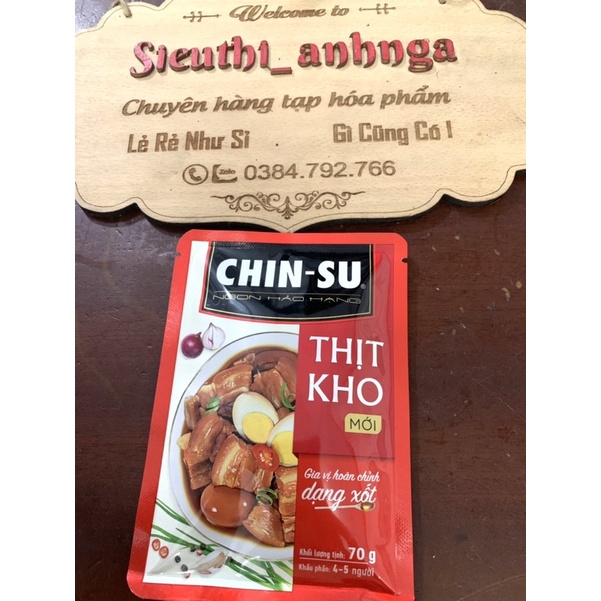 Welcome to
Sieuthi_anhnga
Chuyên hàng tạp hóa phẩm
Lẻ Rẻ Như Sỉ Gì Cũng Có !
Zalo 0384.792.766
CHIN-SU®
NGON HẢO HẠNG
THỊT
KHO
MỚI
Gia vị hoàn chỉnh
dạng xốt
Khối lượng tịnh: 70 g
Khẩu phần: 4-5 người